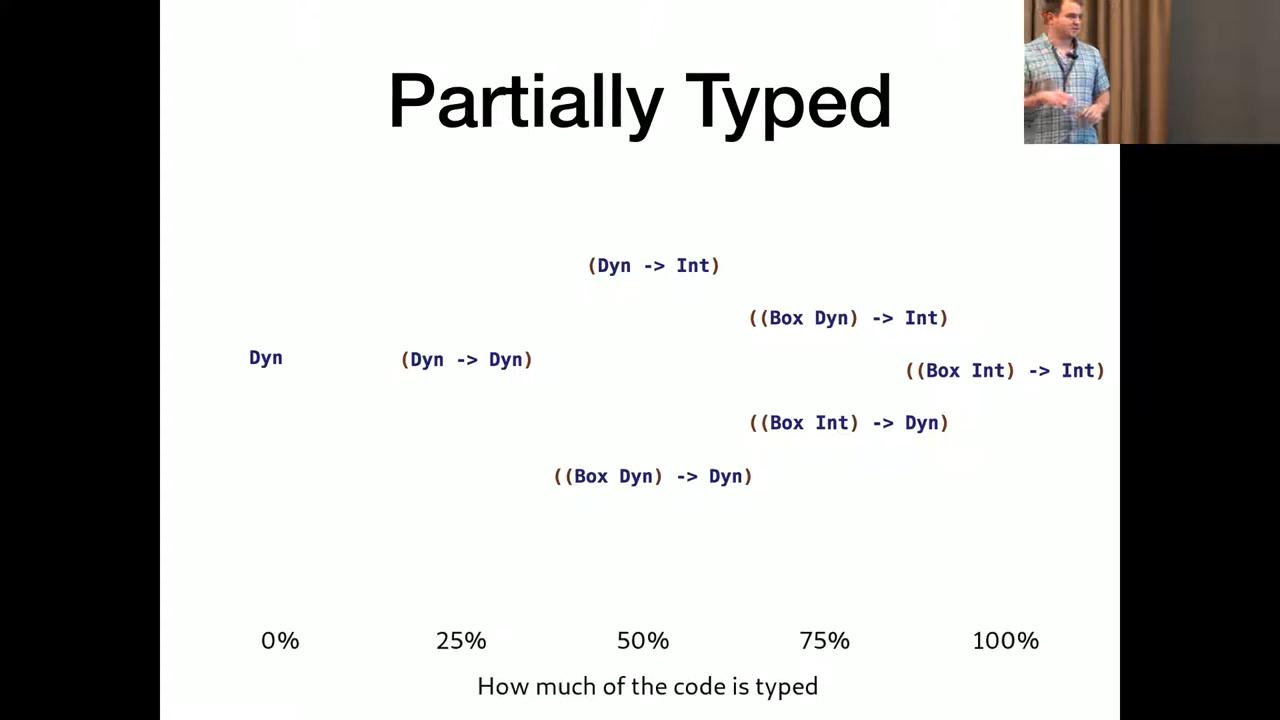 Partially Typed
(Dyn -> Int)
((Box Dyn) -> Int)
Dyn
(Dyn -> Dyn)
((Box Int) -> Int)
((Box Int) -> Dyn)
((Box Dyn) -> Dyn)
0% 25% 50% 75% 100%
How much of the code is typed